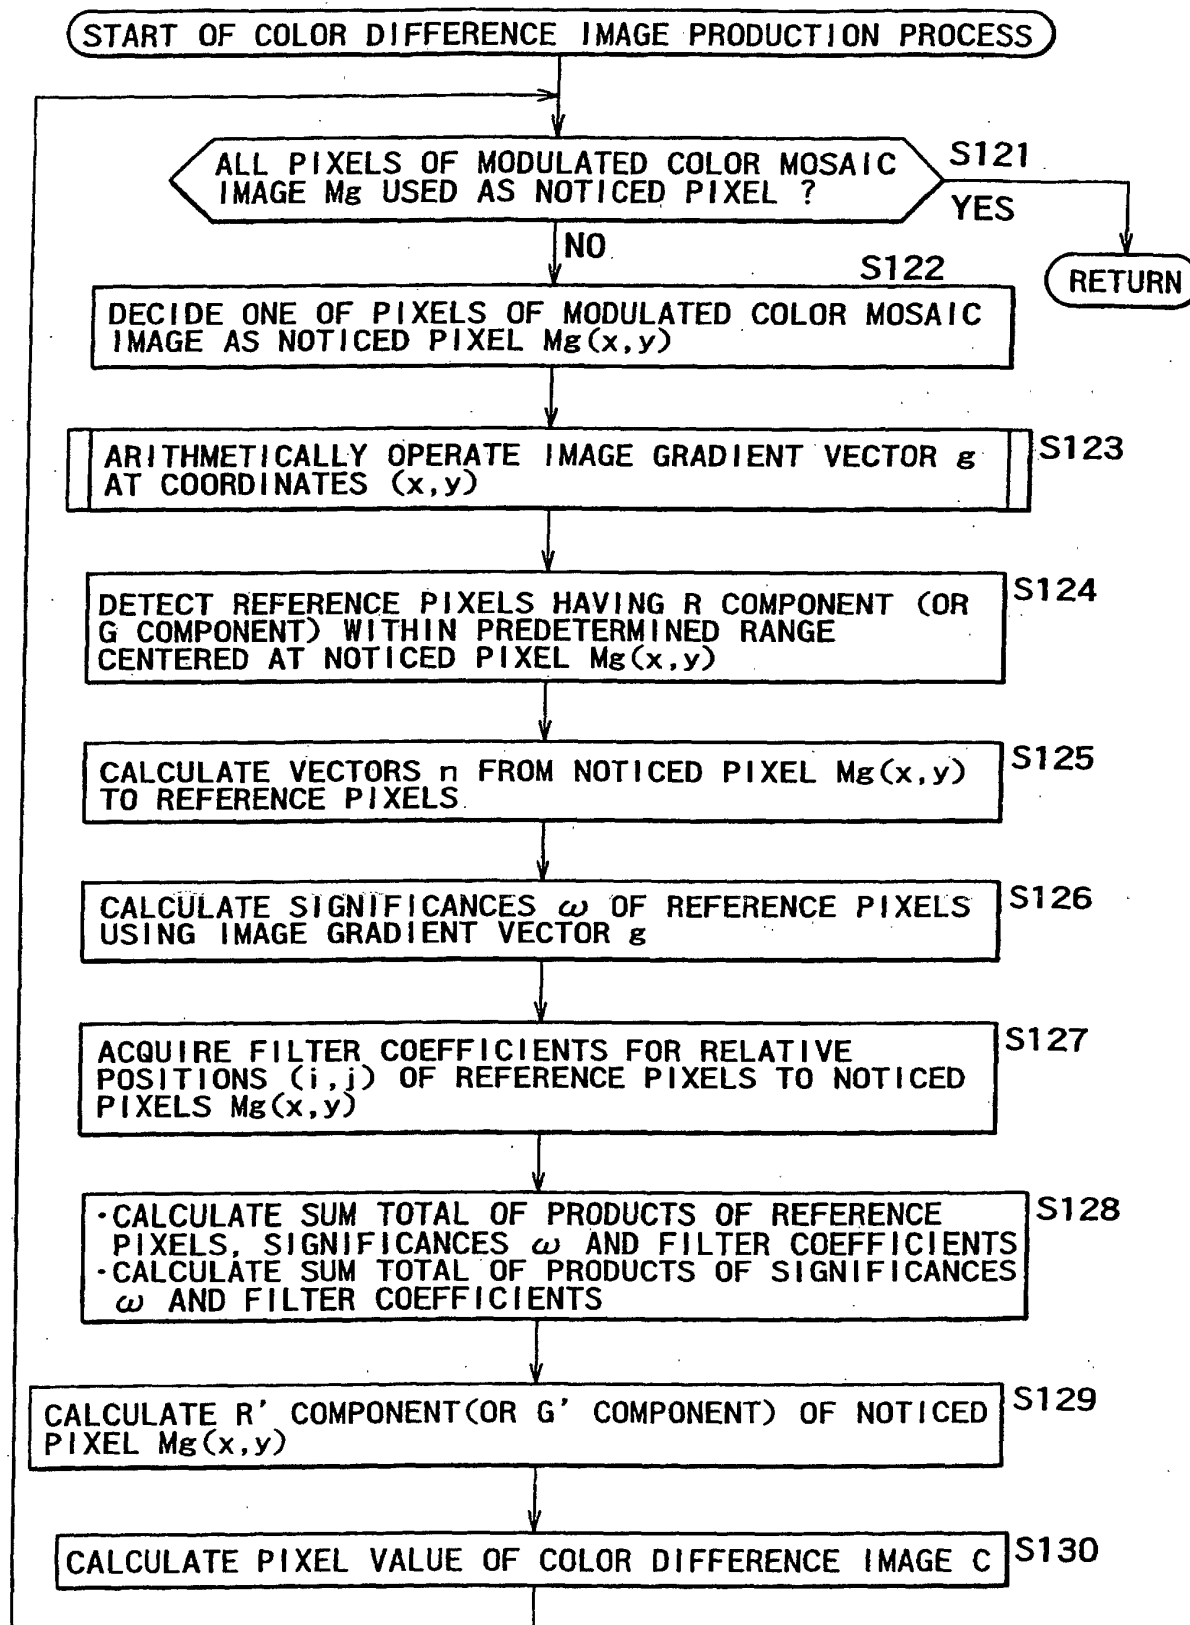 START OF COLOR DIFFERENCE IMAGE PRODUCTION PROCESS
ALL PIXELS OF MODULATED COLOR MOSAIC
IMAGE Mg USED AS NOTICED PIXEL ?
S121
YES
NO
RETURN
S122
DECIDE ONE OF PIXELS OF MODULATED COLOR MOSAIC
IMAGE AS NOTICED PIXEL Mg(x,y)
S123
ARITHMETICALLY OPERATE IMAGE GRADIENT VECTOR g
AT COORDINATES (x,y)
S124
DETECT REFERENCE PIXELS HAVING R COMPONENT (OR
G COMPONENT) WITHIN PREDETERMINED RANGE
CENTERED AT NOTICED PIXEL Mg(x,y)
S125
CALCULATE VECTORS n FROM NOTICED PIXEL Mg(x,y)
TO REFERENCE PIXELS
S126
CALCULATE SIGNIFICANCES ω OF REFERENCE PIXELS
USING IMAGE GRADIENT VECTOR g
S127
ACQUIRE FILTER COEFFICIENTS FOR RELATIVE
POSITIONS (i,j) OF REFERENCE PIXELS TO NOTICED
PIXELS Mg(x,y)
S128
·CALCULATE SUM TOTAL OF PRODUCTS OF REFERENCE
PIXELS, SIGNIFICANCES ω AND FILTER COEFFICIENTS
·CALCULATE SUM TOTAL OF PRODUCTS OF SIGNIFICANCES
ω AND FILTER COEFFICIENTS
S129
CALCULATE R' COMPONENT(OR G' COMPONENT) OF NOTICED
PIXEL Mg(x,y)
S130
CALCULATE PIXEL VALUE OF COLOR DIFFERENCE IMAGE C